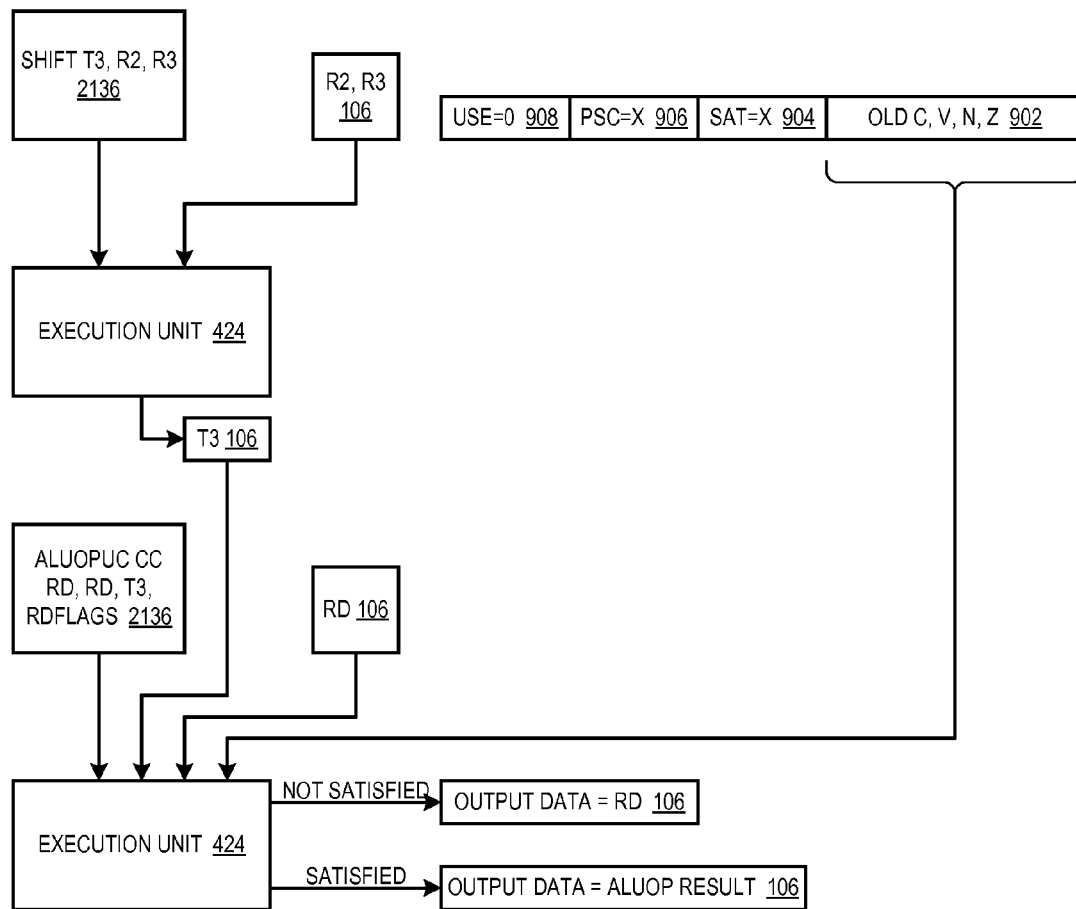 SHIFT T3, R2, R3
2136
R2, R3
106
USE=0 908 PSC=X 906 SAT=X 904 OLD C, V, N, Z 902
EXECUTION UNIT 424
T3 106
ALUOPUC CC
RD, RD, T3,
RDFLAGS 2136
RD 106
EXECUTION UNIT 424
NOT SATISFIED
OUTPUT DATA = RD 106
SATISFIED
OUTPUT DATA = ALUOP RESULT 106